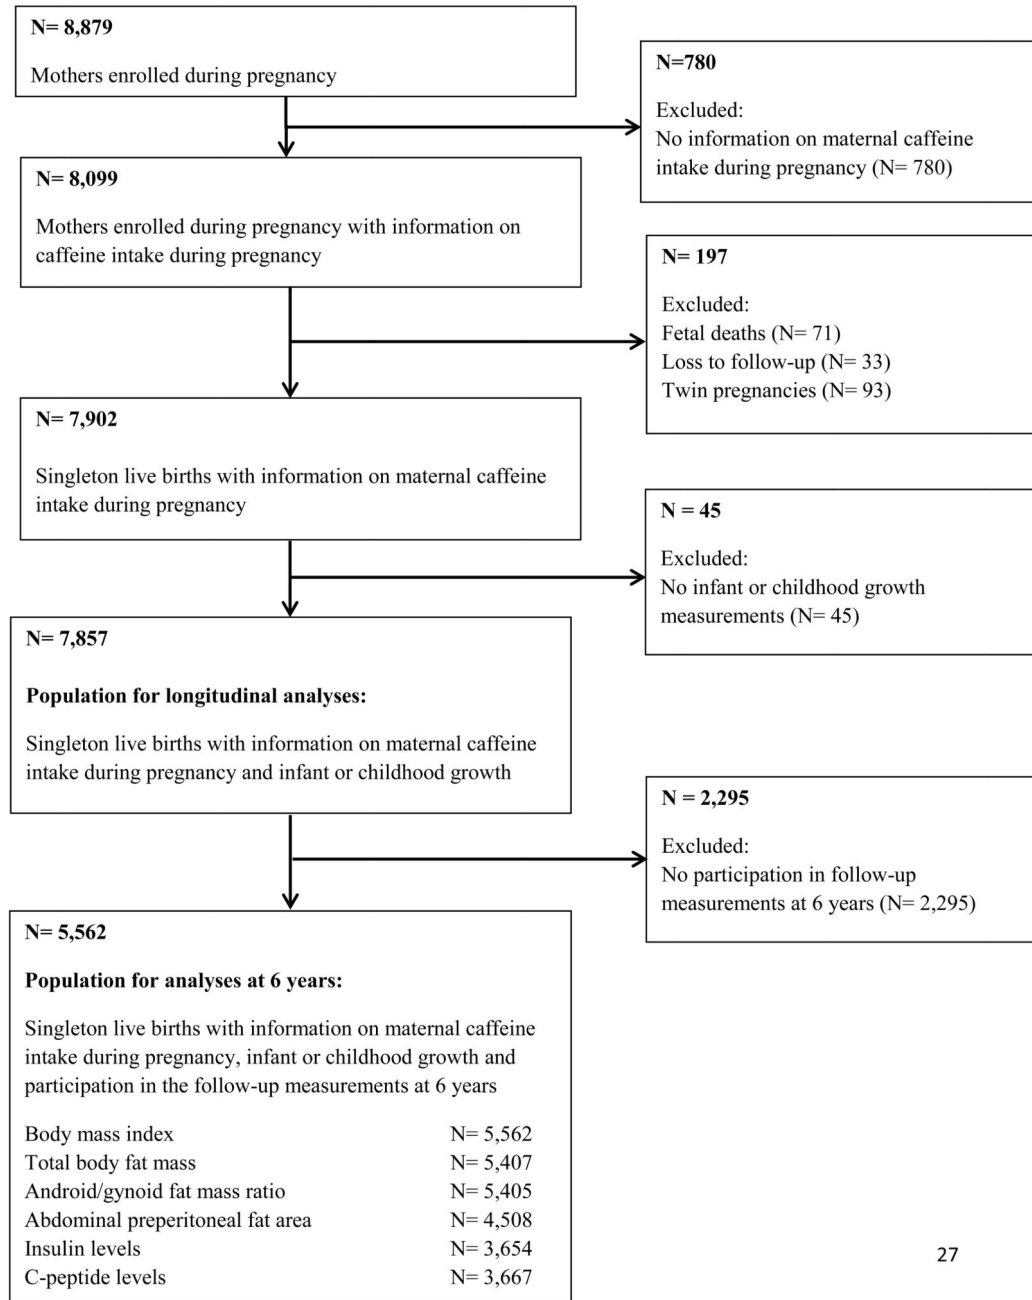 N= 8,879
Mothers enrolled during pregnancy
N=780
Excluded:
No information on maternal caffeine
intake during pregnancy (N= 780)
N= 8,099
Mothers enrolled during pregnancy with information on
caffeine intake during pregnancy
N= 197
Excluded:
Fetal deaths (N= 71)
Loss to follow-up (N= 33)
Twin pregnancies (N= 93)
N= 7,902
Singleton live births with information on maternal caffeine
intake during pregnancy
N = 45
Excluded:
No infant or childhood growth
measurements (N= 45)
N= 7,857
Population for longitudinal analyses:
Singleton live births with information on maternal caffeine
intake during pregnancy and infant or childhood growth
N = 2,295
Excluded:
No participation in follow-up
measurements at 6 years (N= 2,295)
N= 5,562
Population for analyses at 6 years:
Singleton live births with information on maternal caffeine
intake during pregnancy, infant or childhood growth and
participation in the follow-up measurements at 6 years
Body mass index N= 5,562
Total body fat mass N= 5,407
Android/gynoid fat mass ratio N= 5,405
Abdominal preperitoneal fat area N= 4,508
Insulin levels N= 3,654
C-peptide levels N= 3,667
27